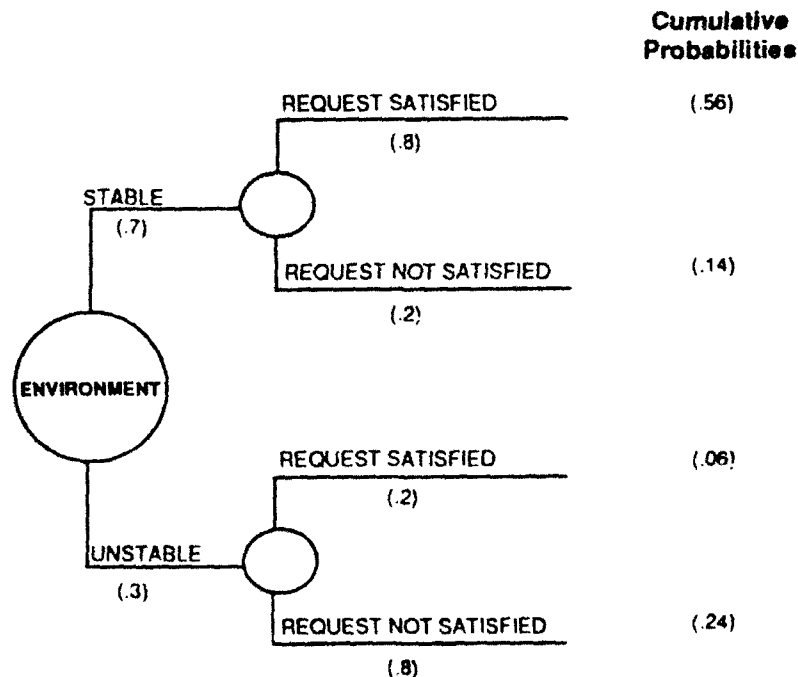 Cumulative
Probabilities
REQUEST SATISFIED
(.56)
(.8)
STABLE
(.7)
REQUEST NOT SATISFIED
(.14)
(.2)
ENVIRONMENT
REQUEST SATISFIED
(.06)
(.2)
UNSTABLE
(.3)
REQUEST NOT SATISFIED
(.24)
(.8)